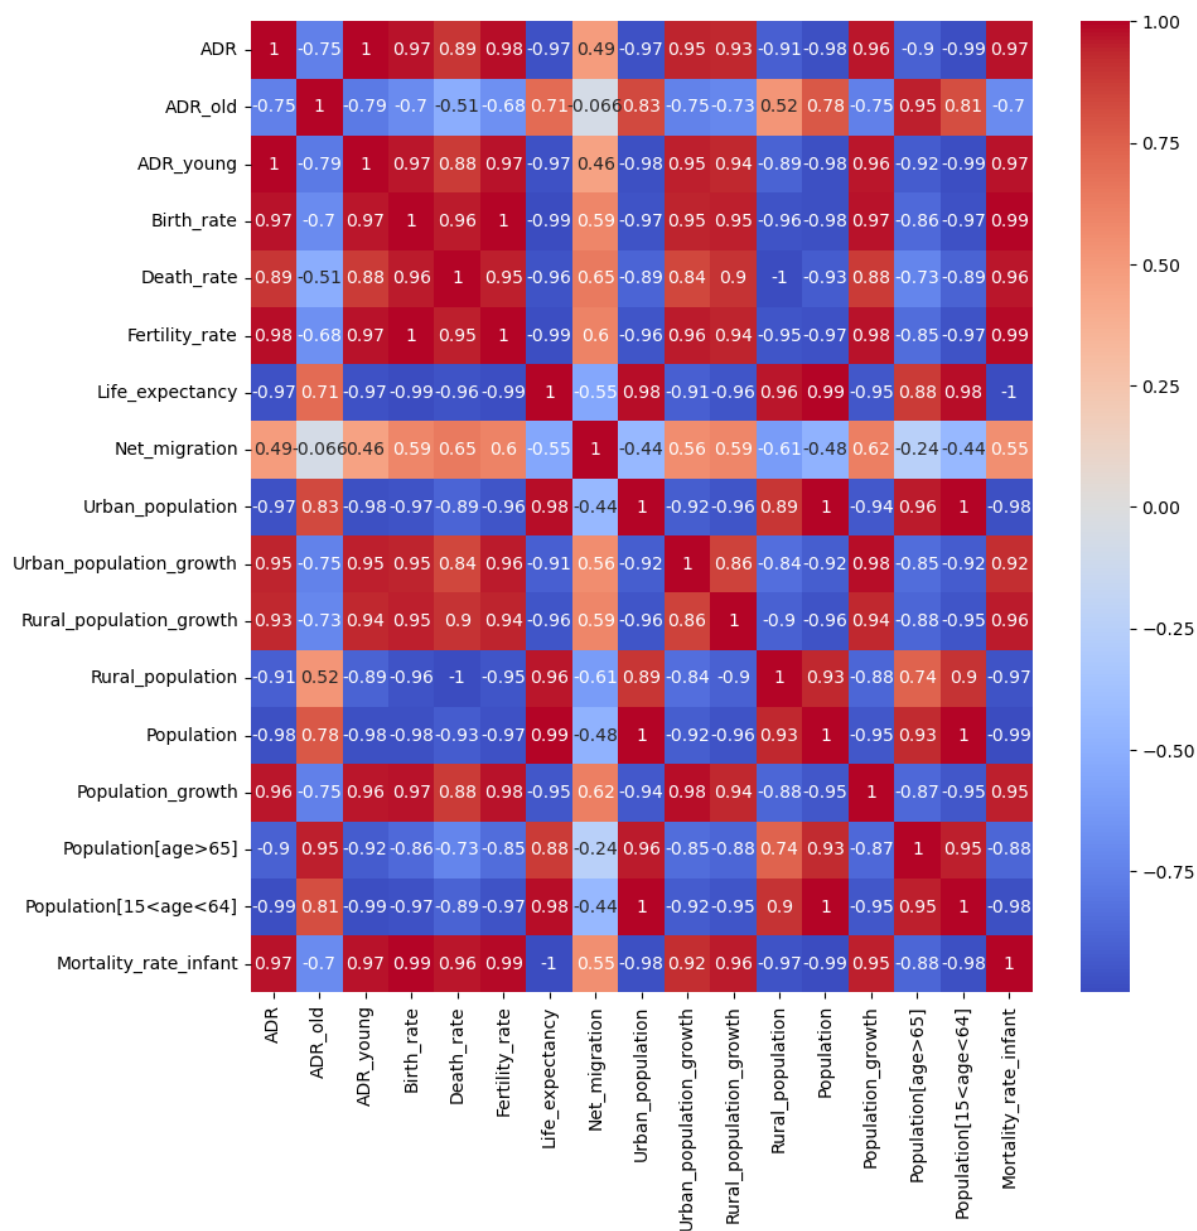 ADR 1 -0.75 1 0.97 0.89 0.98 -0.97 0.49 -0.97 0.95 0.93 -0.91 -0.98 0.96 -0.9 -0.99 0.97
ADR_old -0.75 1 -0.79 -0.7 -0.51 -0.68 0.71 -0.066 0.83 -0.75 -0.73 0.52 0.78 -0.75 0.95 0.81 -0.7
ADR_young 1 -0.79 1 0.97 0.88 0.97 -0.97 0.46 -0.98 0.95 0.94 -0.89 -0.98 0.96 -0.92 -0.99 0.97
Birth_rate 0.97 -0.7 0.97 1 0.96 1 -0.99 0.59 -0.97 0.95 0.95 -0.96 -0.98 0.97 -0.86 -0.97 0.99
Death_rate 0.89 -0.51 0.88 0.96 1 0.95 -0.96 0.65 -0.89 0.84 0.9 -1 -0.93 0.88 -0.73 -0.89 0.96
Fertility_rate 0.98 -0.68 0.97 1 0.95 1 -0.99 0.6 -0.96 0.96 0.94 -0.95 -0.97 0.98 -0.85 -0.97 0.99
Life_expectancy -0.97 0.71 -0.97 -0.99 -0.96 -0.99 1 -0.55 0.98 -0.91 -0.96 0.96 0.99 -0.95 0.88 0.98 -1
Net_migration 0.49 -0.066 0.46 0.59 0.65 0.6 -0.55 1 -0.44 0.56 0.59 -0.61 -0.48 0.62 -0.24 -0.44 0.55
Urban_population -0.97 0.83 -0.98 -0.97 -0.89 -0.96 0.98 -0.44 1 -0.92 -0.96 0.89 1 -0.94 0.96 1 -0.98
Urban_population_growth 0.95 -0.75 0.95 0.95 0.84 0.96 -0.91 0.56 -0.92 1 0.86 -0.84 -0.92 0.98 -0.85 -0.92 0.92
Rural_population_growth 0.93 -0.73 0.94 0.95 0.9 0.94 -0.96 0.59 -0.96 0.86 1 -0.9 -0.96 0.94 -0.88 -0.95 0.96
Rural_population -0.91 0.52 -0.89 -0.96 -1 -0.95 0.96 -0.61 0.89 -0.84 -0.9 1 0.93 -0.88 0.74 0.9 -0.97
Population -0.98 0.78 -0.98 -0.98 -0.93 -0.97 0.99 -0.48 1 -0.92 -0.96 0.93 1 -0.95 0.93 1 -0.99
Population_growth 0.96 -0.75 0.96 0.97 0.88 0.98 -0.95 0.62 -0.94 0.98 0.94 -0.88 -0.95 1 -0.87 -0.95 0.95
Population[age>65] -0.9 0.95 -0.92 -0.86 -0.73 -0.85 0.88 -0.24 0.96 -0.85 -0.88 0.74 0.93 -0.87 1 0.95 -0.88
Population[15<age<64] -0.99 0.81 -0.99 -0.97 -0.89 -0.97 0.98 -0.44 1 -0.92 -0.95 0.9 1 -0.95 0.95 1 -0.98
Mortality_rate_infant 0.97 -0.7 0.97 0.99 0.96 0.99 -1 0.55 -0.98 0.92 0.96 -0.97 -0.99 0.95 -0.88 -0.98 1
ADR
ADR_old
ADR_young
Birth_rate
Death_rate
Fertility_rate
Life_expectancy
Net_migration
Urban_population
Urban_population_growth
Rural_population_growth
Rural_population
Population
Population_growth
Population[age>65]
Population[15<age<64]
Mortality_rate_infant
1.00
0.75
0.50
0.25
0.00
−0.25
−0.50
−0.75